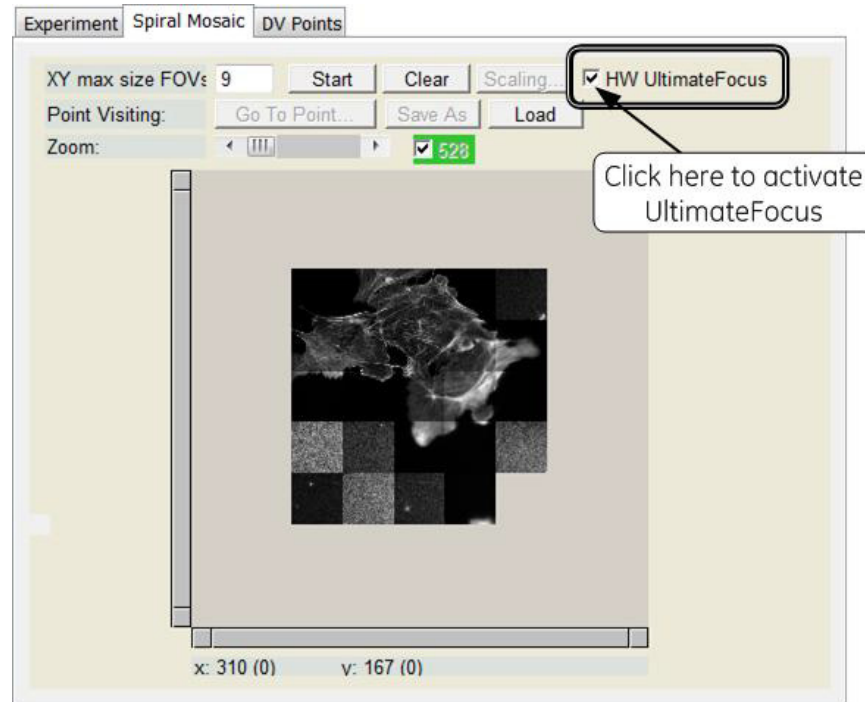 Experiment Spiral Mosaic DV Points
XY max size FOVs 9 Start Clear Scaling... HW UltimateFocus
Point Visiting: Go To Point... Save As Load
Zoom: 528
Click here to activate
UltimateFocus
x: 310 (0) y: 167 (0)